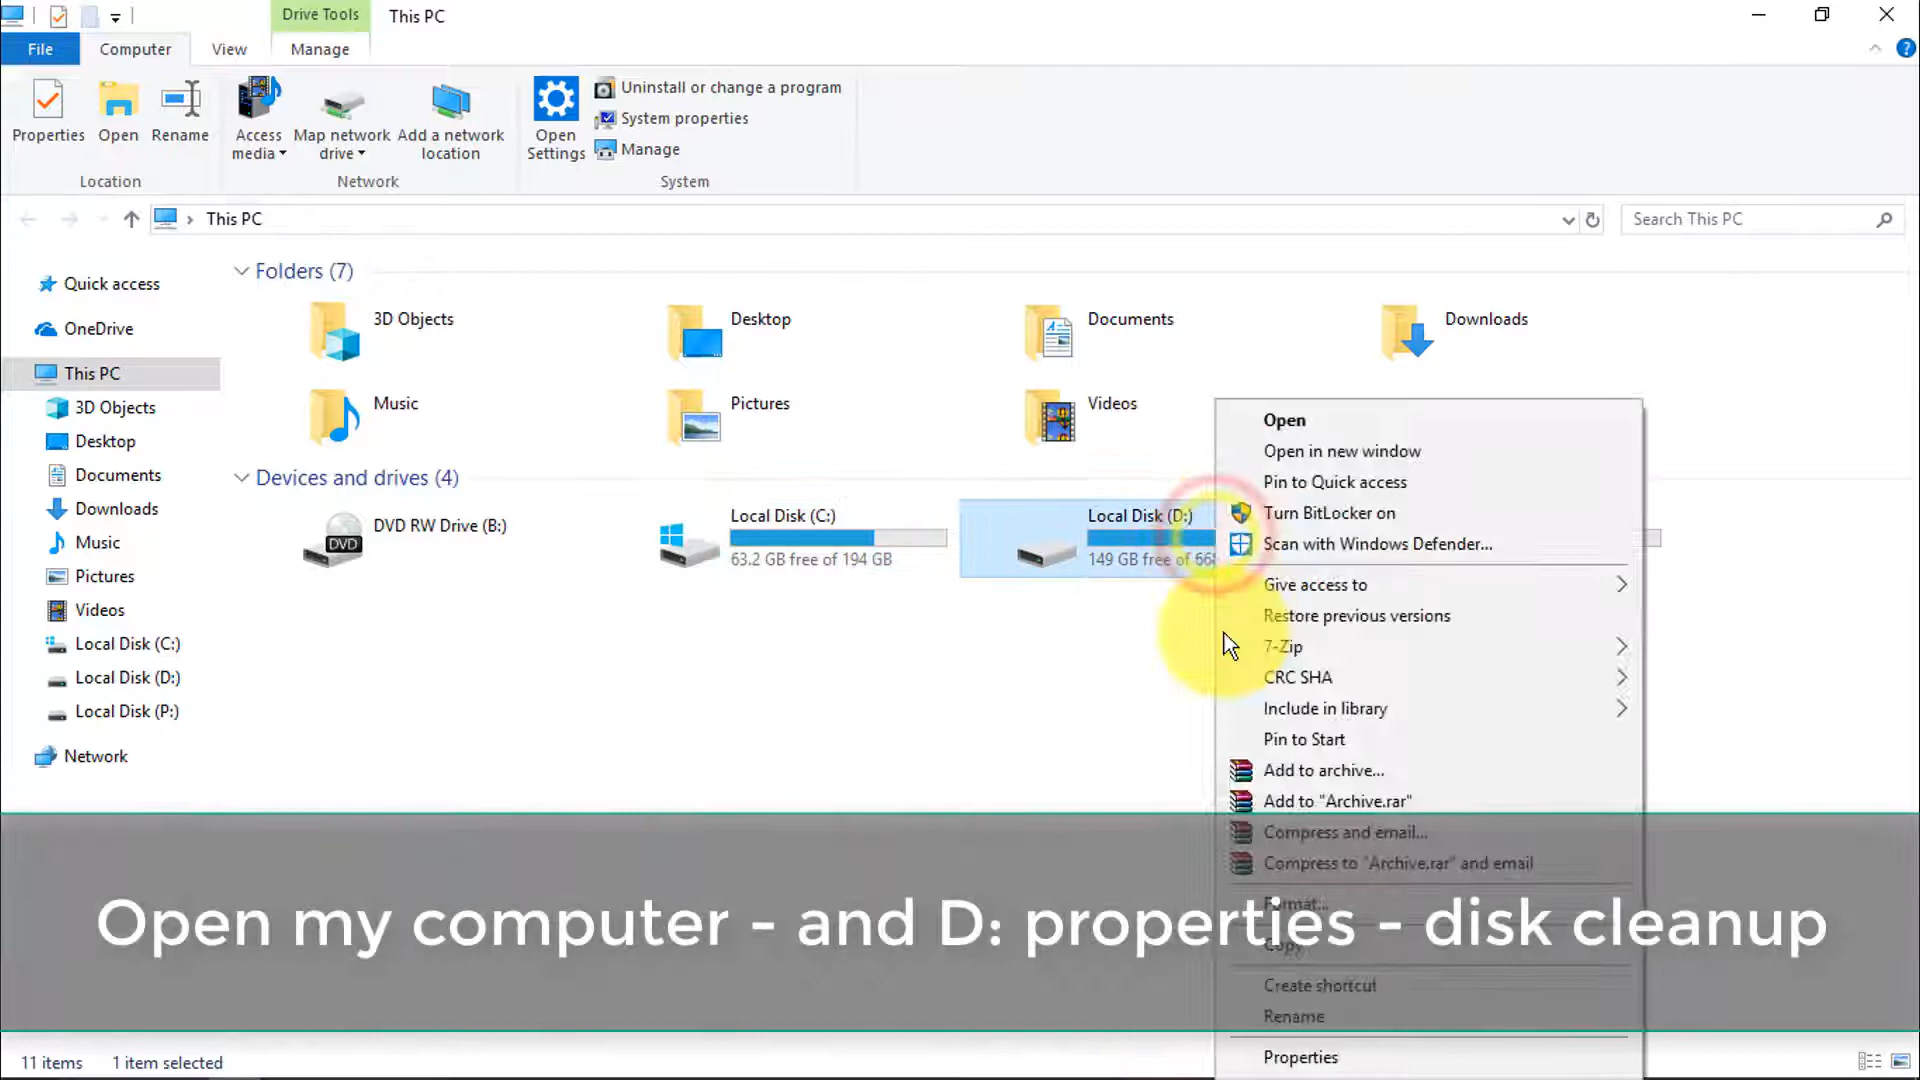 Drive Tools
This PC
File
Computer
View
Manage
Properties
Open
Rename
Access media
Map network drive
Add a network location
Open Settings
Uninstall or change a program
System properties
Manage
Location
Network
System
This PC
Search This PC
Quick access
OneDrive
This PC
3D Objects
Desktop
Documents
Downloads
Music
Pictures
Videos
Local Disk (C:)
Local Disk (D:)
Local Disk (P:)
Network
Folders (7)
3D Objects
Desktop
Documents
Downloads
Music
Pictures
Videos
Devices and drives (4)
DVD RW Drive (B:)
DVD
Local Disk (C:)
63.2 GB free of 194 GB
Local Disk (D:)
149 GB free of
Open
Open in new window
Pin to Quick access
Turn BitLocker on
Scan with Windows Defender...
Give access to
Restore previous versions
7-Zip
CRC SHA
Include in library
Pin to Start
Add to archive...
Add to "Archive.rar"
Compress and email...
Compress to "Archive.rar" and email
Format...
Copy
Create shortcut
Rename
Properties
Open my computer - and D: properties - disk cleanup
11 items
1 item selected